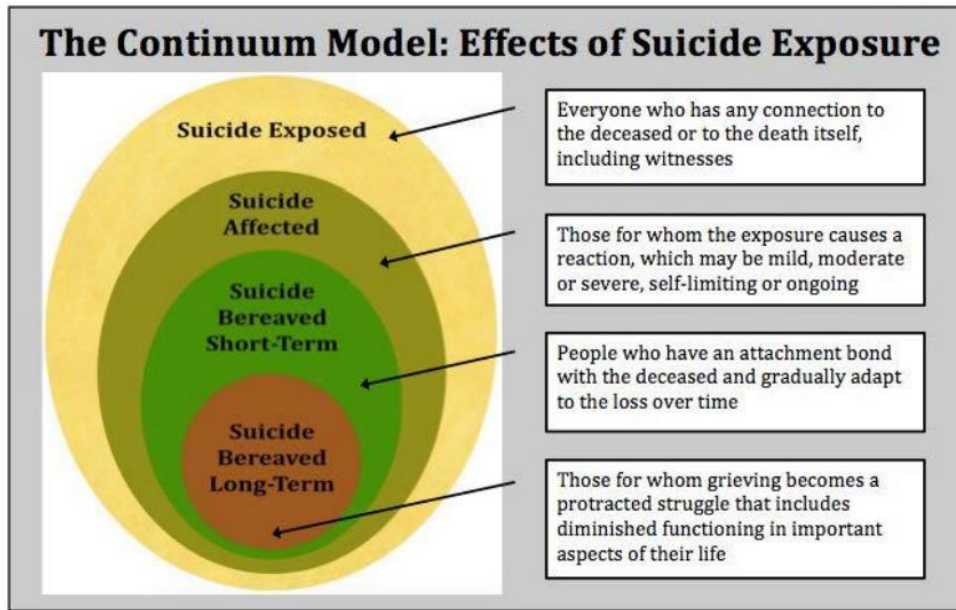 The Continuum Model: Effects of Suicide Exposure
Suicide Exposed
Everyone who has any connection to
the deceased or to the death itself,
including witnesses
Suicide
Affected
Those for whom the exposure causes a
reaction, which may be mild, moderate
or severe, self-limiting or ongoing
Suicide
Bereaved
Short-Term
People who have an attachment bond
with the deceased and gradually adapt
to the loss over time
Suicide
Bereaved
Long-Term
Those for whom grieving becomes a
protracted struggle that includes
diminished functioning in important
aspects of their life